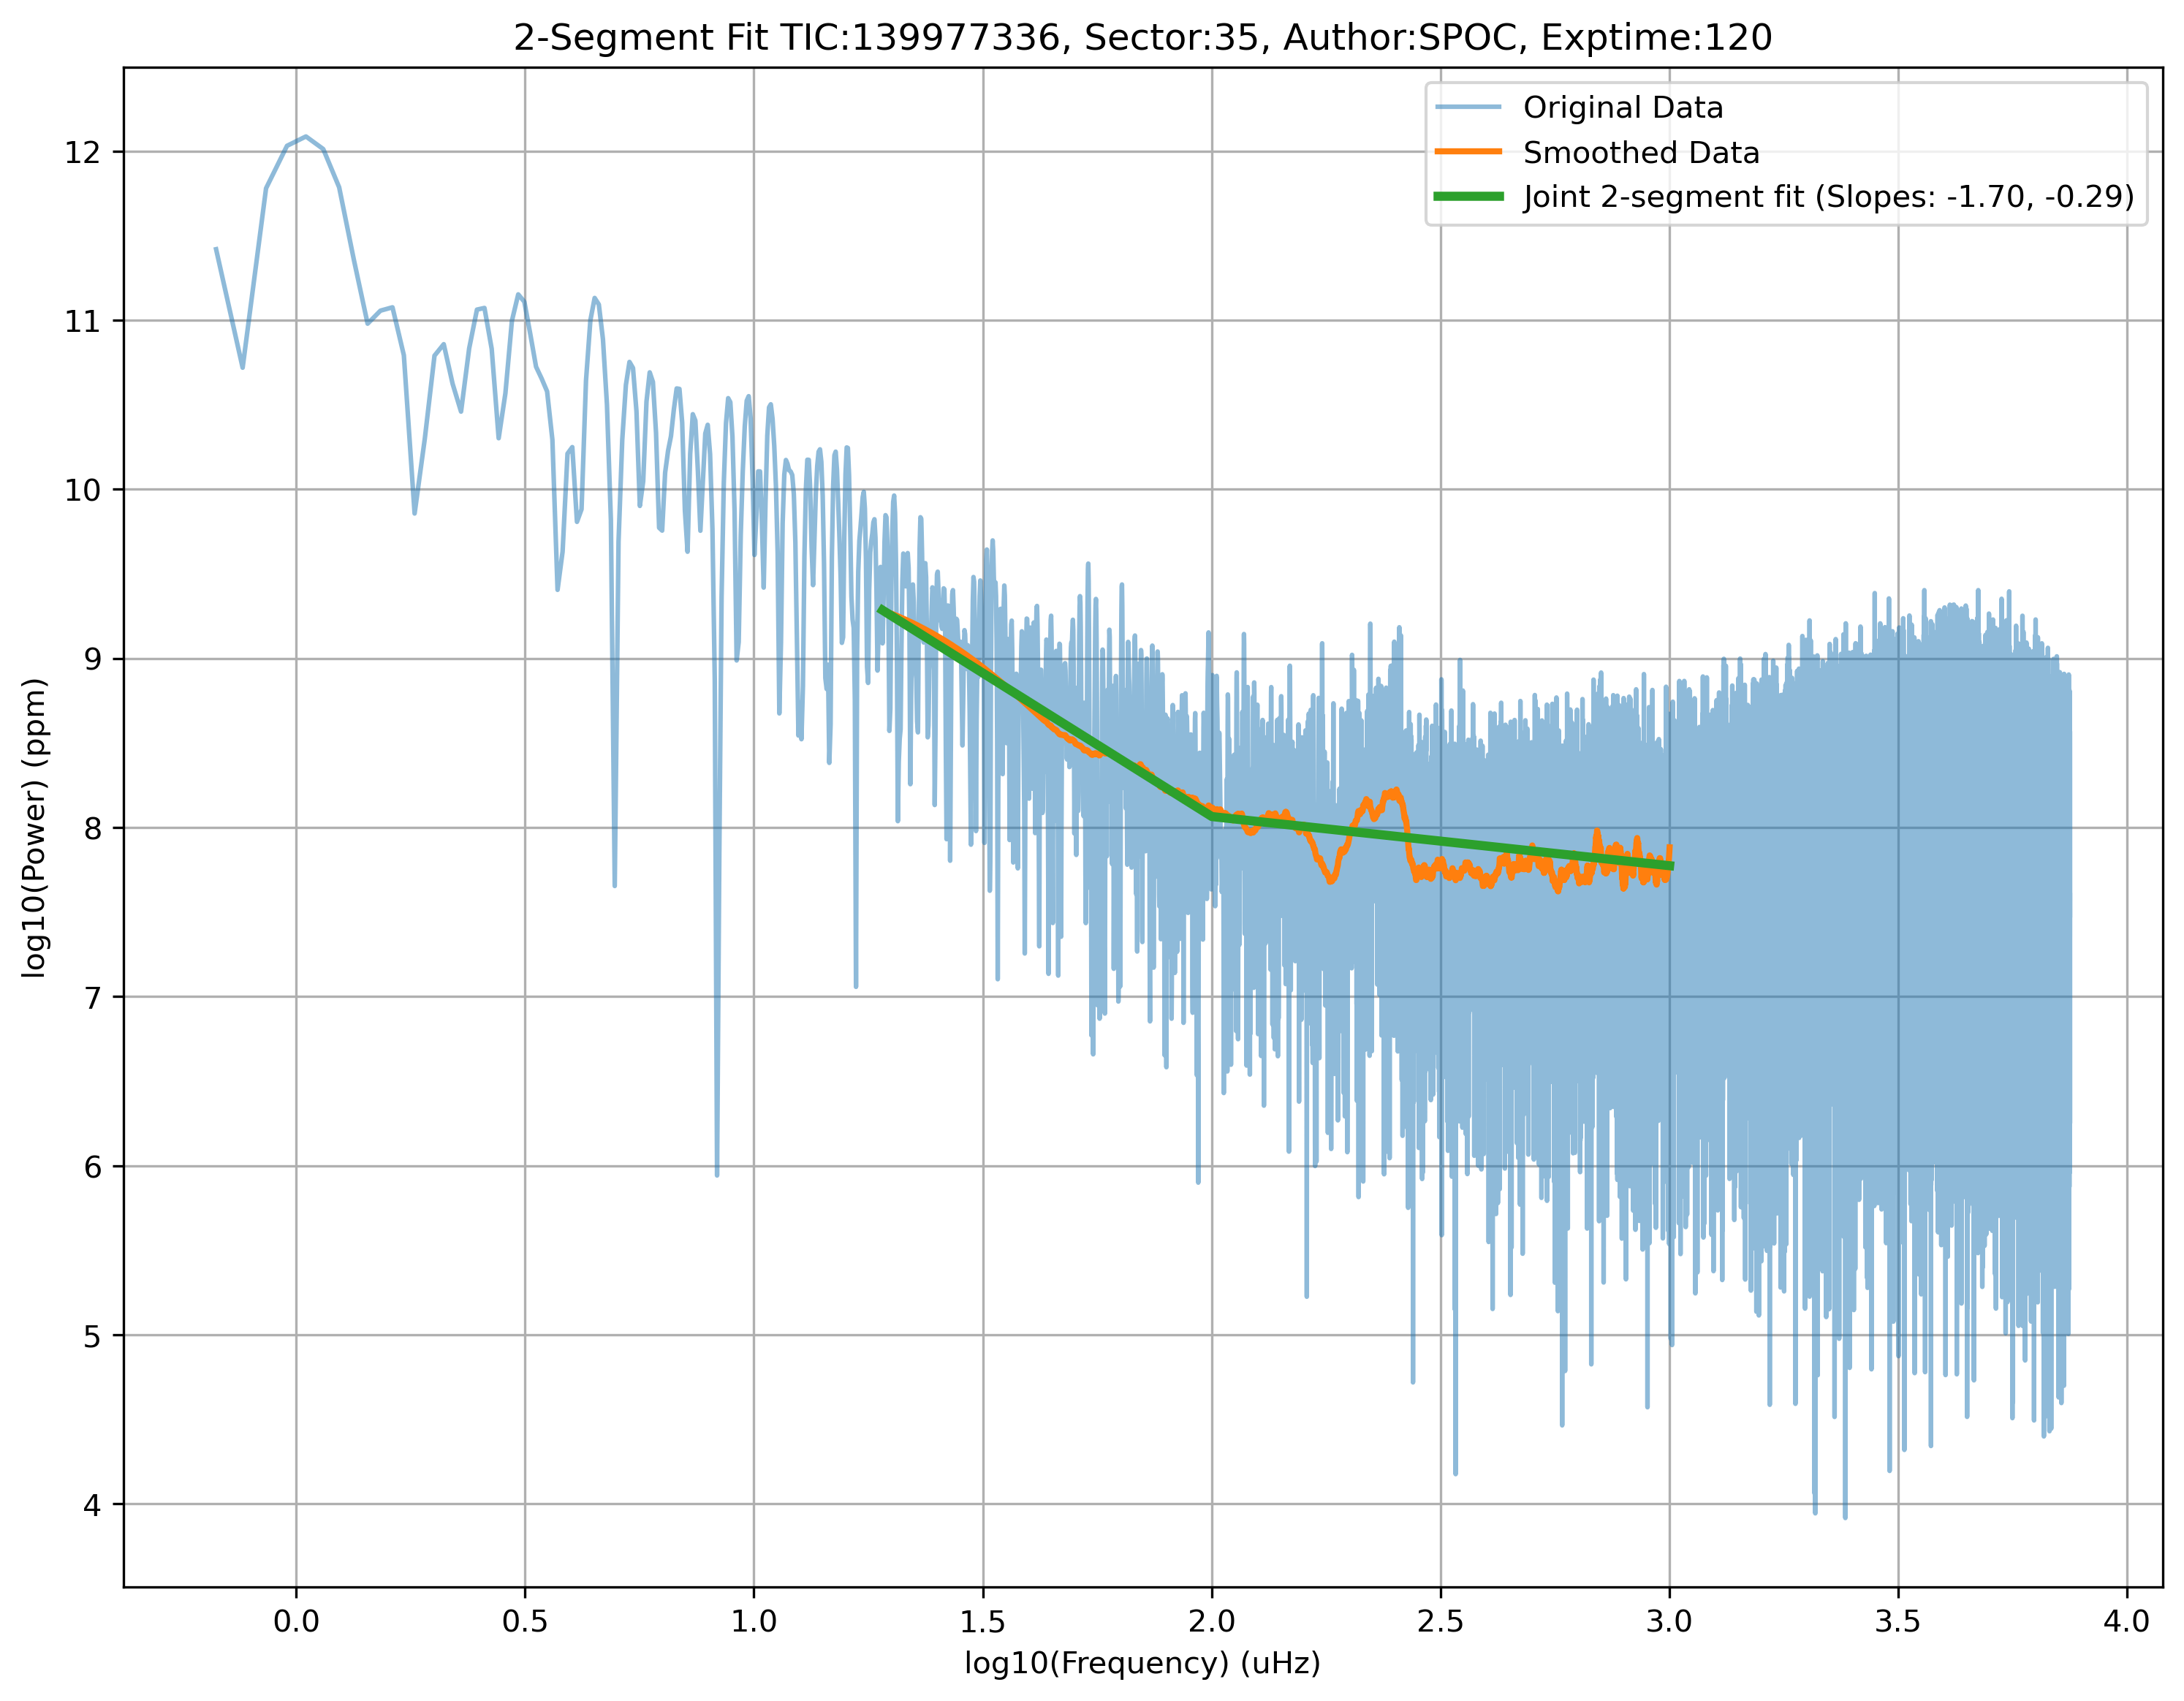 2-Segment Fit TIC:139977336, Sector:35, Author:SPOC, Exptime:120
Original Data
Smoothed Data
Joint 2-segment fit (Slopes: -1.70, -0.29)
log10(Power) (ppm)
12
11
10
9
8
7
6
5
4
0.0 0.5 1.0 1.5 2.0 2.5 3.0 3.5 4.0
log10(Frequency) (uHz)